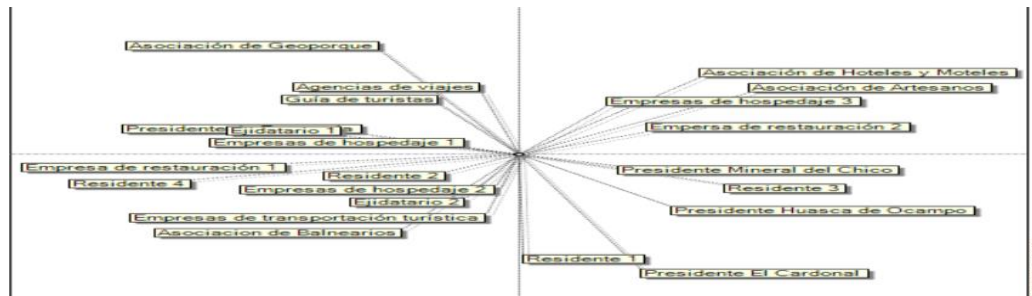 Asociación de Geoporque
Asociación de Hoteles y Moteles
Agencias de viajes
Asociación de Artesanos
Guía de turistas
Empresas de hospedaje 3
Presidente
Ejidatario 1
Empersa de restauración 2
Empresas de hospedaje 1
Empresa de restauración 1
Presidente Mineral del Chico
Residente 2
Residente 4
Residente 3
Empresas de hospedaje 2
Ejidatario 2
Presidente Huasca de Ocampo
Empresas de transportación turística
Asociacion de Balnearios
Residente 1
Presidente El Cardonal